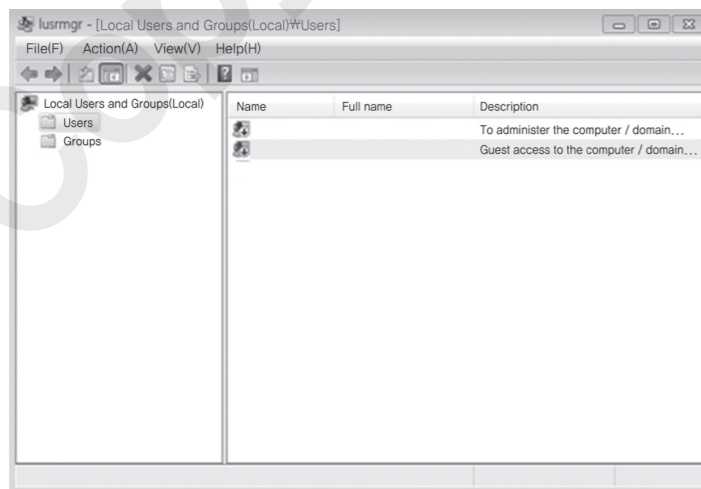 lusrmgr - [Local Users and Groups(Local)₩Users]
File(F) Action(A) View(V) Help(H)
Local Users and Groups(Local)
Users
Groups
Name Full name Description
To administer the computer / domain...
Guest access to the computer / domain...